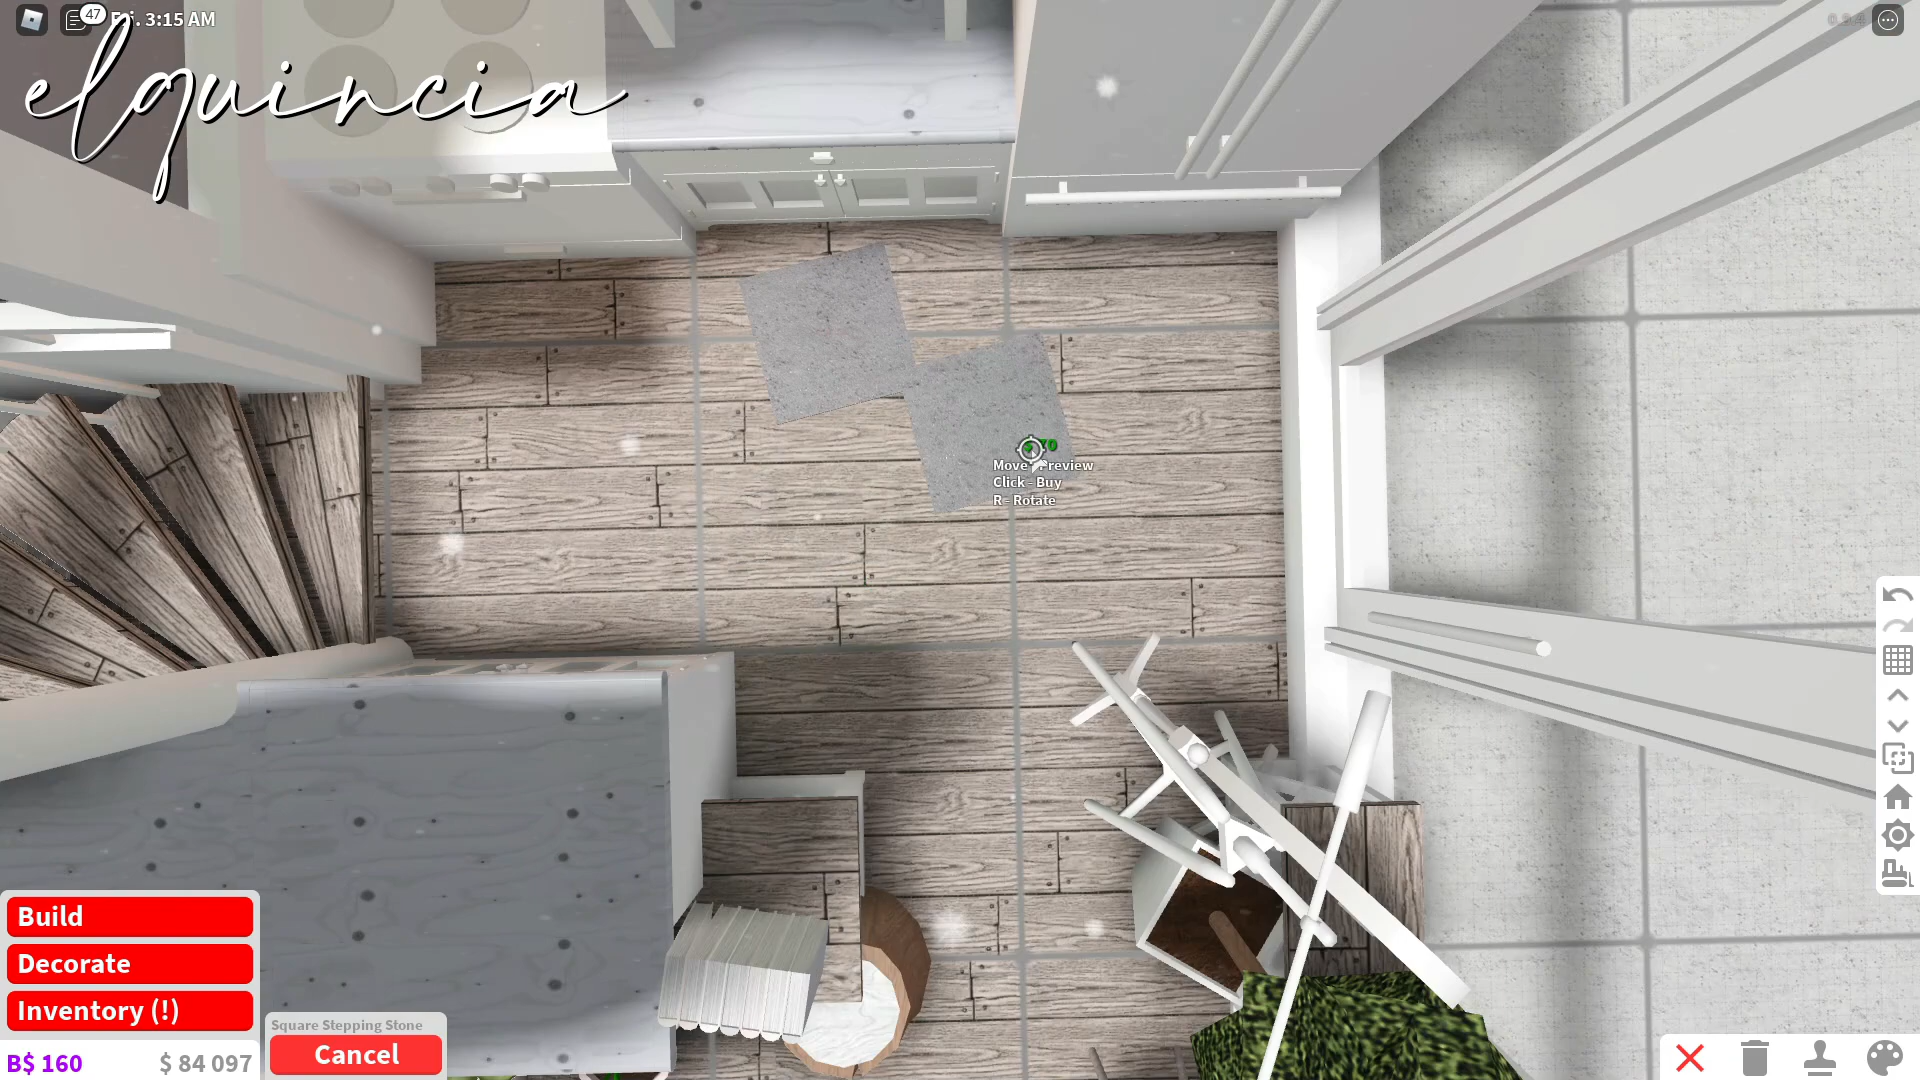 47
3:15 AM
elquincia
Move - Preview
Click - Buy
R - Rotate
Build
Decorate
Inventory (!)
B$ 160
$ 84 097
Square Stepping Stone
Cancel